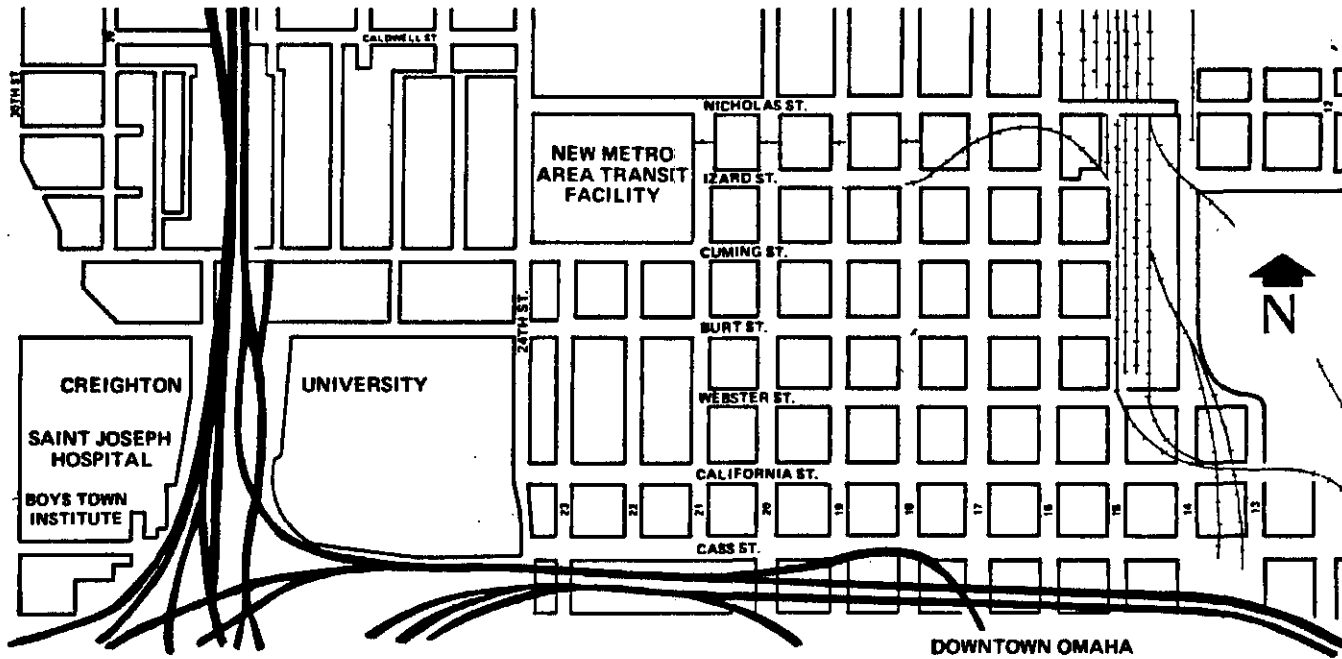 CALDWELL ST
NICHOLAS ST.
12
NEW METRO
AREA TRANSIT
FACILITY
IZARD ST.
CUMING ST.
N
24TH ST.
BURT ST.
CREIGHTON
UNIVERSITY
WEBSTER ST.
SAINT JOSEPH
HOSPITAL
CALIFORNIA ST.
BOYS TOWN
INSTITUTE
23
22
21
20
19
18
17
16
15
14
13
CASS ST.
DOWNTOWN OMAHA